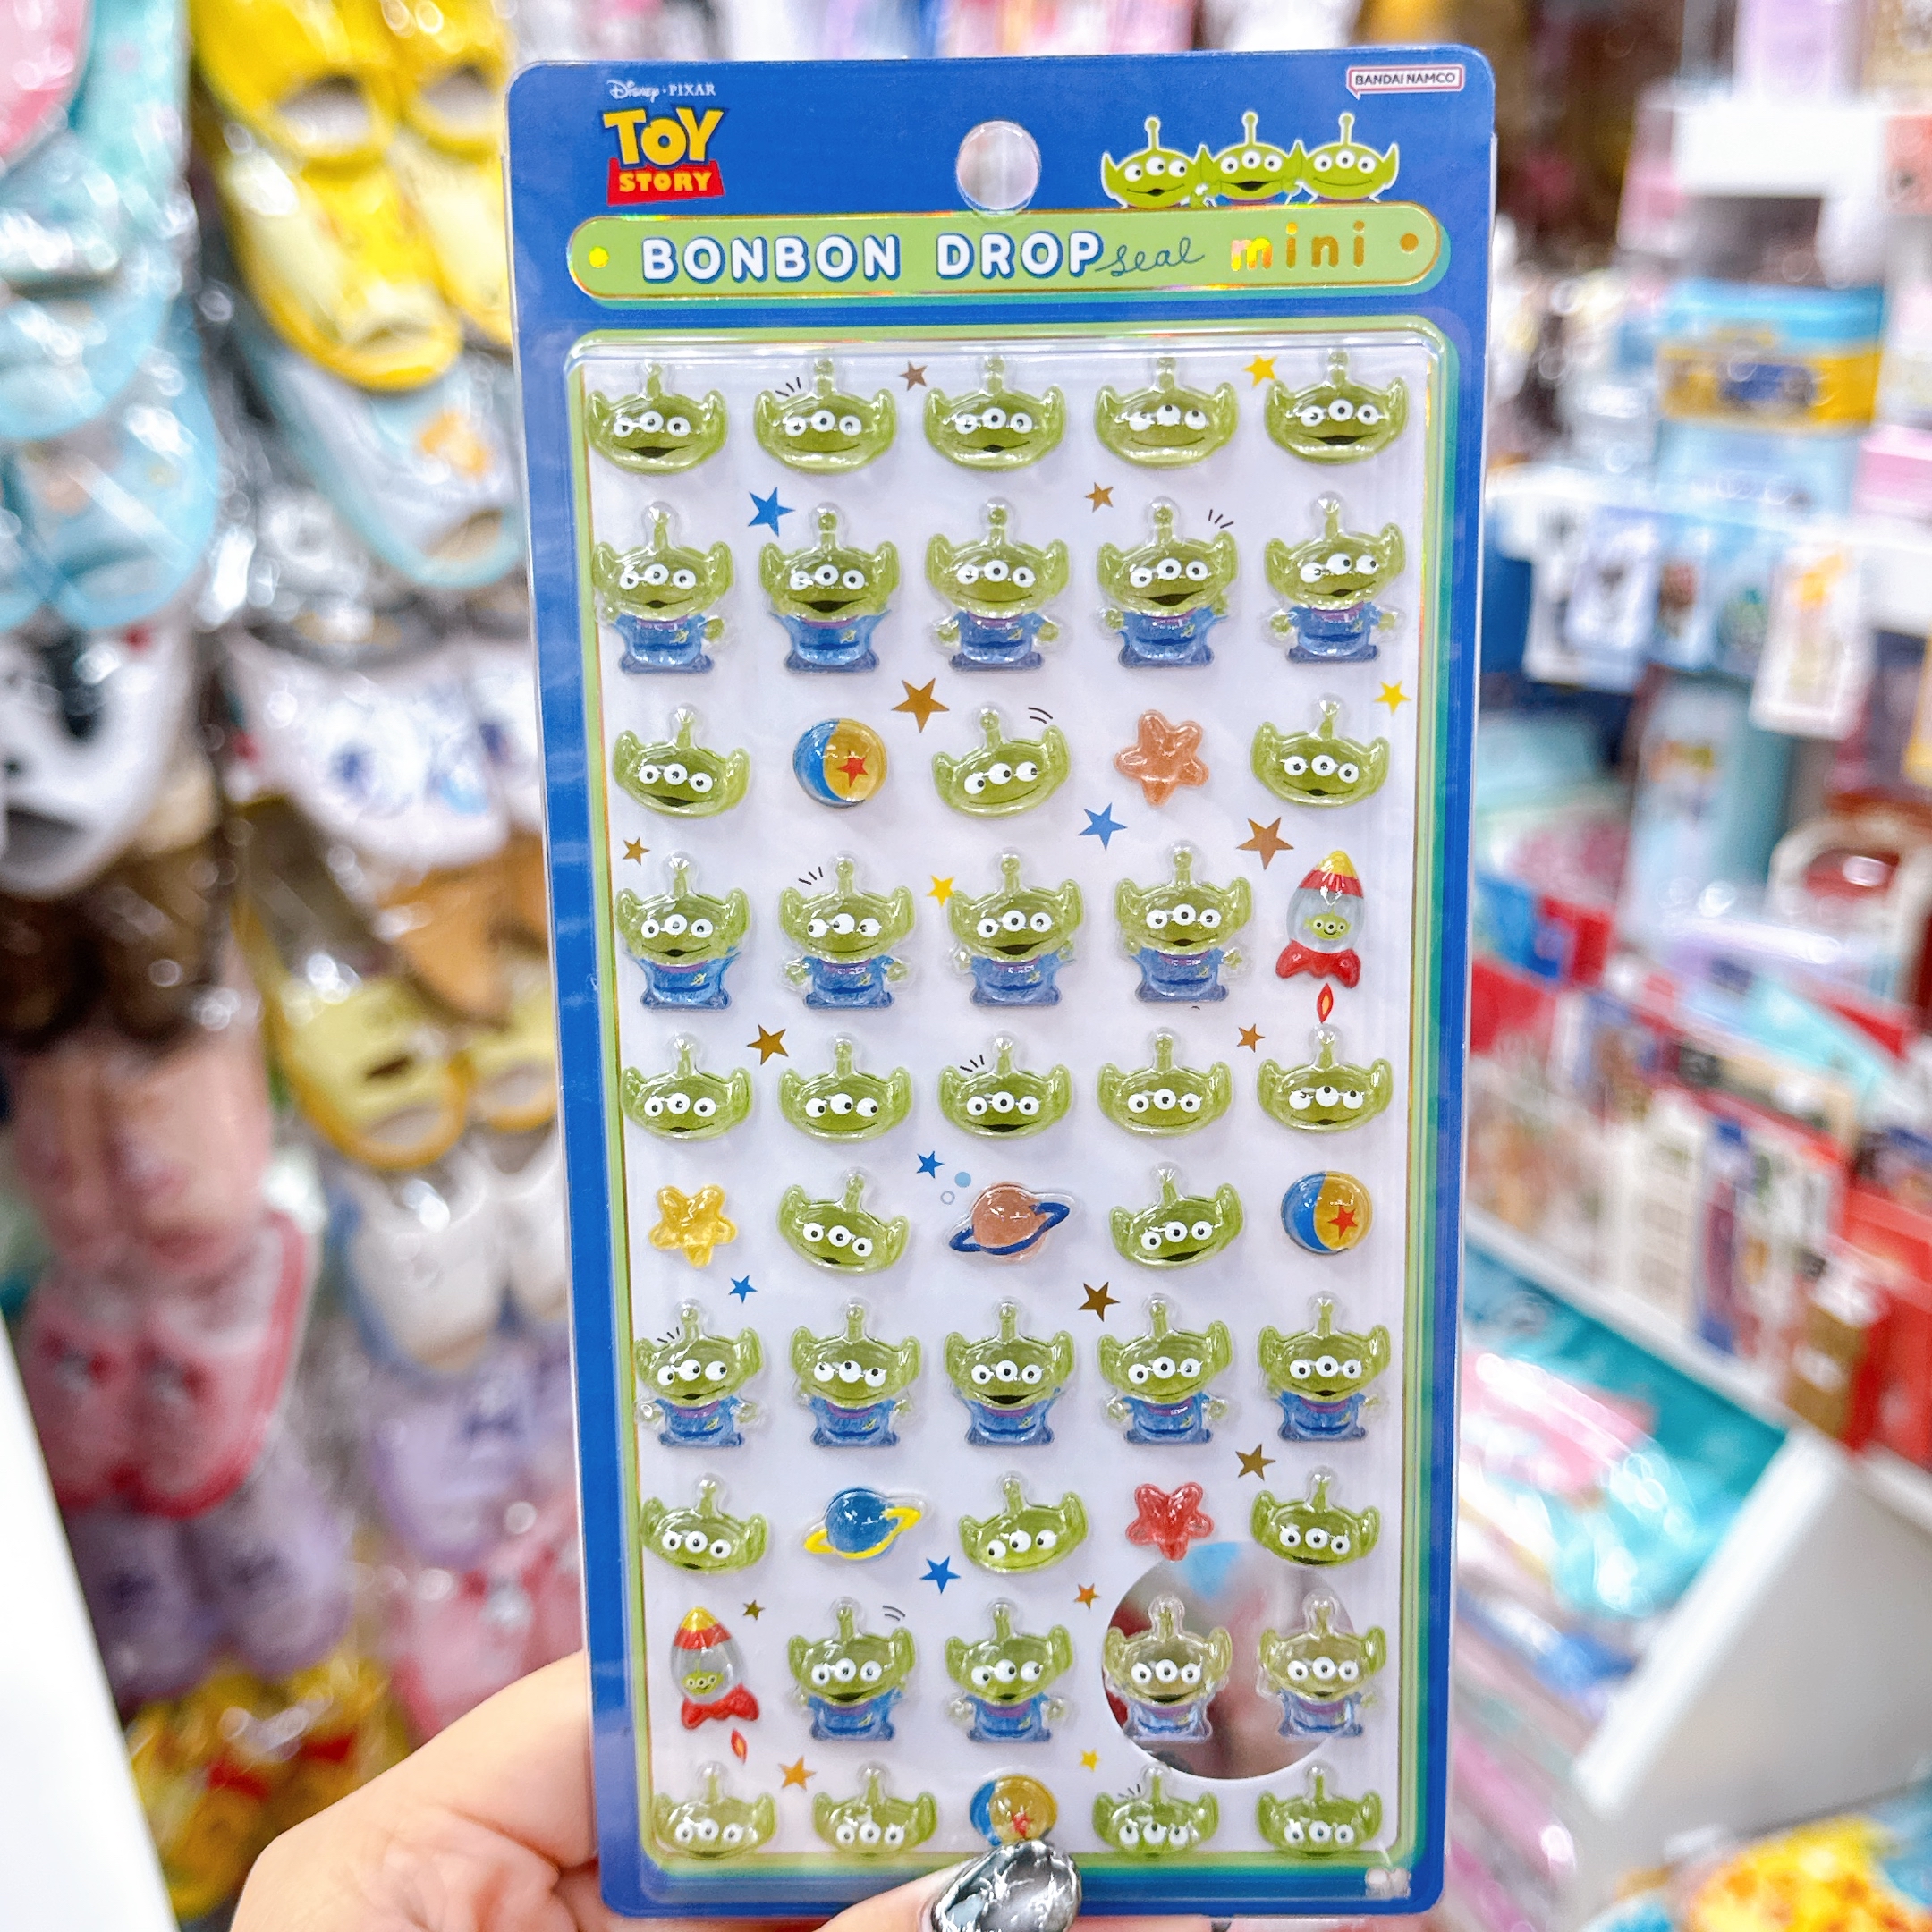 Disney · PIXAR
TOY
STORY
BANDAI NAMCO
BONBON DROP seal mini